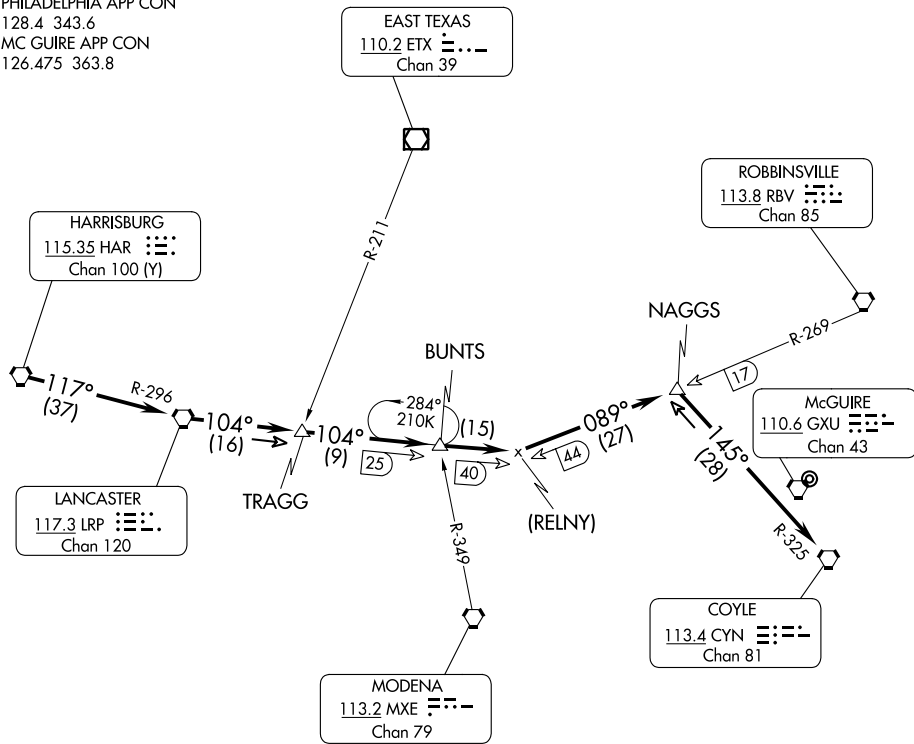 PHILADELPHIA APP CON
128.4 343.6
MC GUIRE APP CON
126.475 363.8
EAST TEXAS
110.2 ETX
Chan 39
ROBBINSVILLE
113.8 RBV
Chan 85
HARRISBURG
115.35 HAR
Chan 100 (Y)
R-211
NAGGS
R-269
17
BUNTS
McGUIRE
110.6 GXU
Chan 43
117°
(37)
R-296
104°
(16)
104°
(9)
284°
210K
(15)
25
40
089°
(27)
44
145°
(28)
TRAGG
LANCASTER
117.3 LRP
Chan 120
(RELNY)
R-349
R-325
COYLE
113.4 CYN
Chan 81
MODENA
113.2 MXE
Chan 79